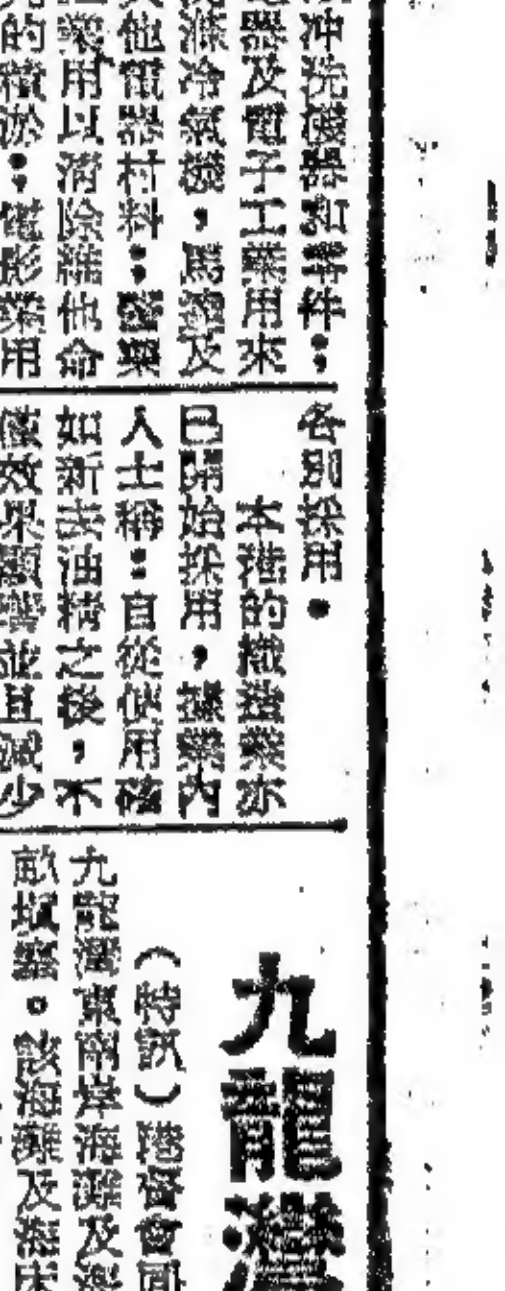 冲洗機器和零件；
電器及電子工業用來
洗滌冷氣機，馬達及
其他電器材料；醫藥
業用以清除維他命
的積淤；電影業用
各別採用。
本港的織造業亦
已開始採用，據業內
人士稱：自從使用
如新去油精之後，不
僅效果顯著並且減少
九龍灣
（特訊）港督會同
九龍灣東南岸海灘及海
畝填築。該海灘及海床